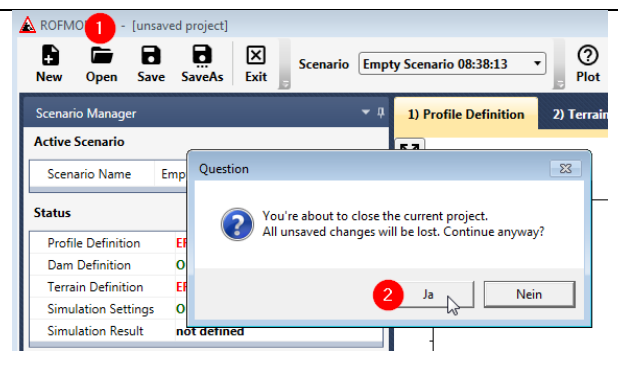 ROFMO - [unsaved project]
1
New Open Save SaveAs Exit Scenario Empty Scenario 08:38:13 Plot
Scenario Manager
1) Profile Definition 2) Terrain
Active Scenario
Scenario Name Emp
Question
You're about to close the current project.
All unsaved changes will be lost. Continue anyway?
2 Ja Nein
Status
Profile Definition
Dam Definition
Terrain Definition
Simulation Settings
Simulation Result not defined